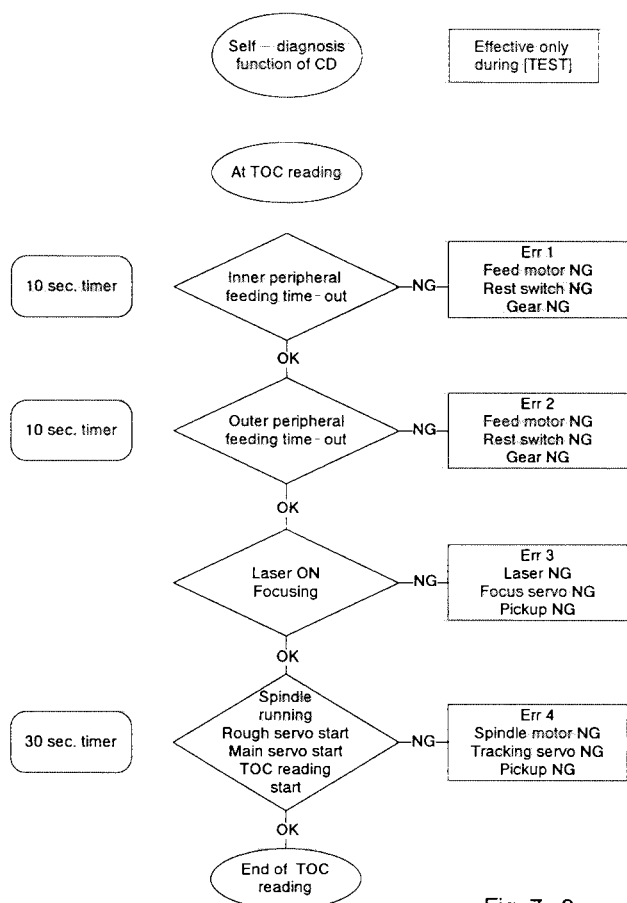 Self - diagnosis
function of CD
Effective only
during [TEST]
At TOC reading
10 sec. timer
Inner peripheral
feeding time - out
NG
Err 1
Feed motor NG
Rest switch NG
Gear NG
OK
10 sec. timer
Outer peripheral
feeding time - out
NG
Err 2
Feed motor NG
Rest switch NG
Gear NG
OK
Laser ON
Focusing
NG
Err 3
Laser NG
Focus servo NG
Pickup NG
OK
30 sec. timer
Spindle
running
Rough servo start
Main servo start
TOC reading
start
NG
Err 4
Spindle motor NG
Tracking servo NG
Pickup NG
OK
End of TOC
reading